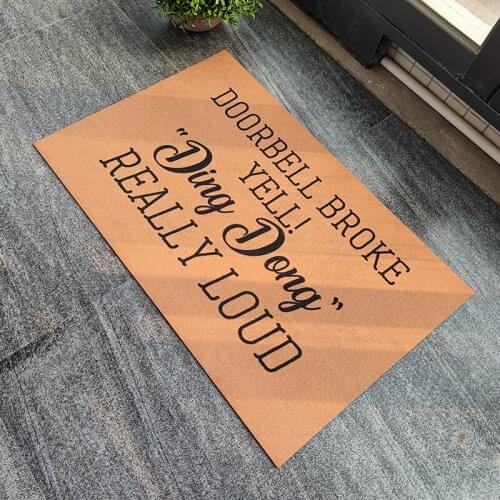 DOORBELL BROKE
YELL!
"Ding Dong"
REALLY LOUD